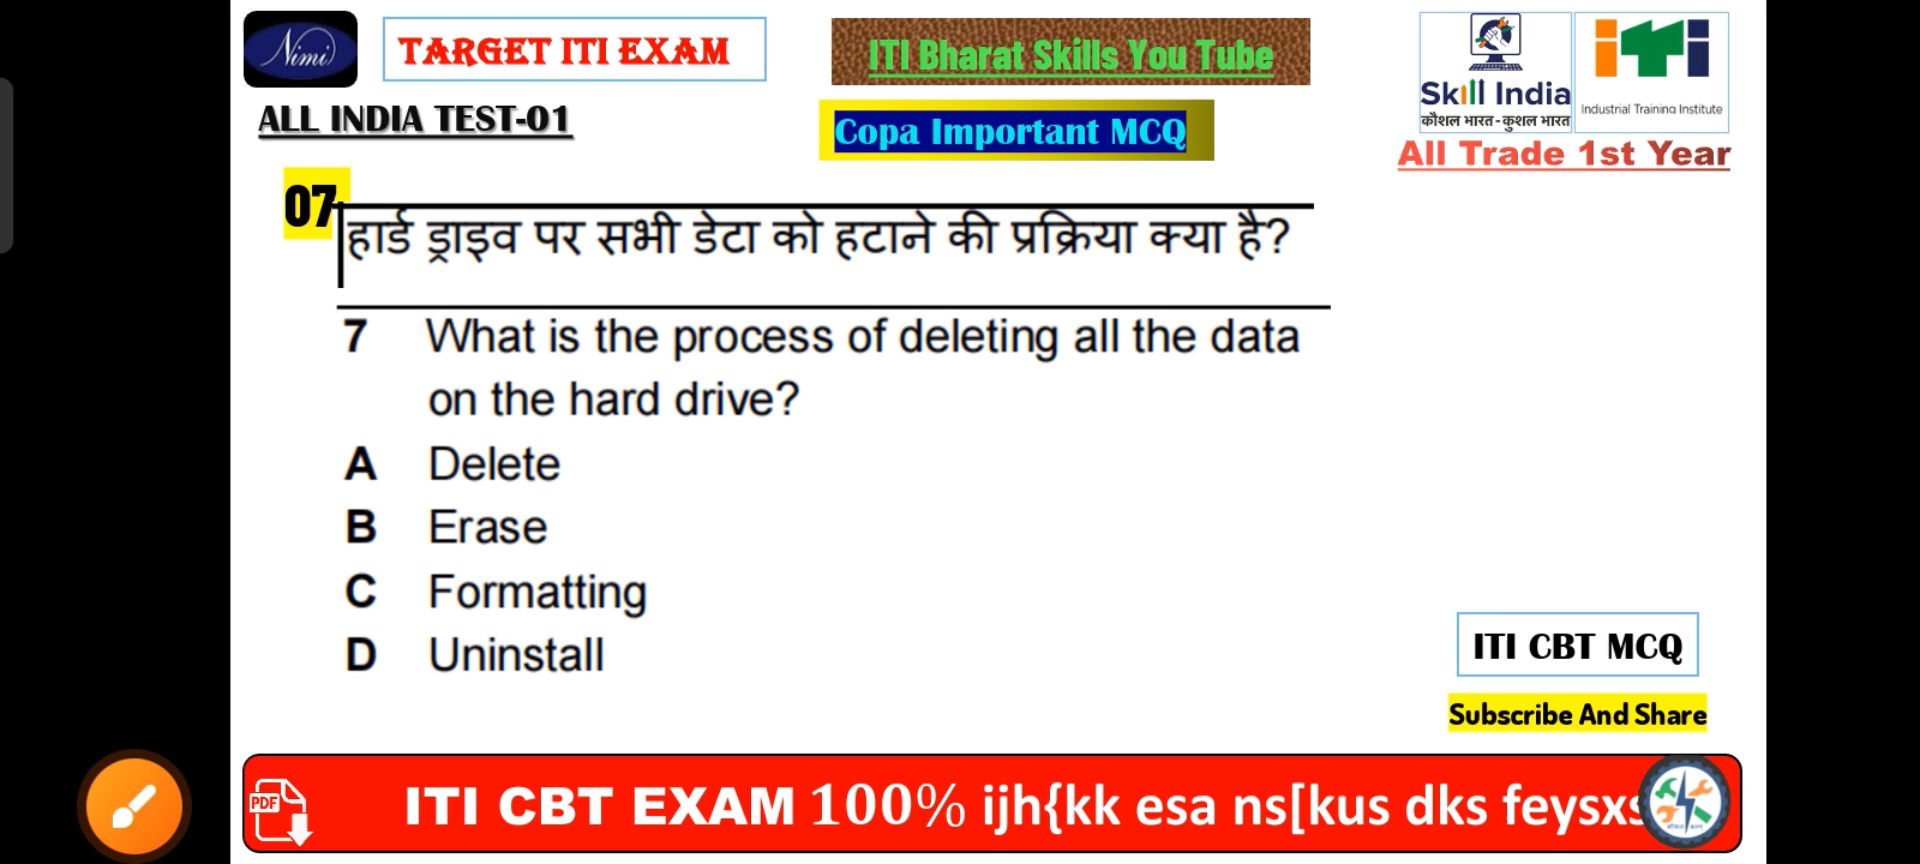 Nimi
TARGET ITI EXAM
ITI Bharat Skills You Tube
Skill India
कौशल भारत - कुशल भारत
iTi
Industrial Training Institute
ALL INDIA TEST-01
Copa Important MCQ
All Trade 1st Year
07
हार्ड ड्राइव पर सभी डेटा को हटाने की प्रक्रिया क्या है?
7 What is the process of deleting all the data
on the hard drive?
A Delete
B Erase
C Formatting
D Uninstall
ITI CBT MCQ
Subscribe And Share
PDF
ITI CBT EXAM 100% ijh{kk esa ns[kus dks feysxs